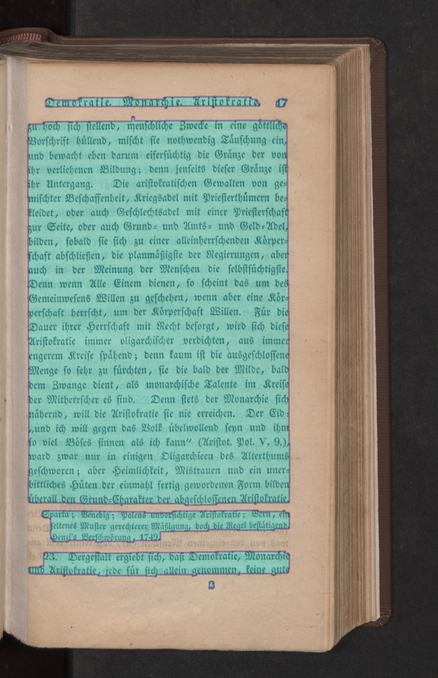 Demokratie. Monarchie. Aristokratie. 17
zu hoch sich stellend, menschliche Zwecke in eine göttliche
Vorschrift hüllend, mischt sie nothwendig Täuschung ein
und bewacht eben darum eifersüchtig die Gränze der von
ihr verliehenen Bildung; denn jenseits dieser Gränze ist
ihr Untergang. Die aristokratischen Gewalten von ge-
mischter Beschaffenheit, Kriegsadel mit Priesterthümern be-
kleidet, oder auch Geschlechtsadel mit einer Priesterschaft
zur Seite, oder auch Grund- und Amts- und Geld-Adel,
bilden, sobald sie sich zu einer alleinherrschenden Körper-
schaft abschließen, die planmäßigste der Regierungen, aber
auch in der Meinung der Menschen die selbstsüchtigste.
Denn wenn Alle Einem dienen, so scheint das um des
Gemeinwesens Willen zu geschehen, wenn aber eine Kör-
perschaft herrscht, um der Körperschaft Willen. Für die
Dauer ihrer Herrschaft mit Recht besorgt, wird sich diese
Aristokratie immer oligarchischer verdichten, aus immer
engerem Kreise spähend; denn kaum ist die ausgeschlossene
Menge so sehr zu fürchten, sie die bald der Milde, bald
dem Zwange dient, als monarchische Talente im Kreise
der Mitherrscher es sind. Denn stets der Monarchie sich
nähernd, will die Aristokratie sie nie erreichen. Der Eid:
„und ich will gegen das Volk übelwollend seyn und ihm
so viel Böses sinnen als ich kann“ (Aristot. Pol. V, 9.),
ward zwar nur in einigen Oligarchieen des Alterthums
geschworen; aber Heimlichkeit, Mistrauen und ein uner-
bittliches Hüten der einmahl fertig gewordenen Form bilden
überall den Grund-Charakter der abgeschlossenen Aristokratie.
Sparta; Venedig; Polens unvorsichtige Aristokratie; Bern, ein
seltenes Muster gerechterer Mäßigung, doch die Regel bestätigend.
Henzi's Verschwörung, 1749.
23. Dergestalt ergiebt sich, daß Demokratie, Monarchie
und Aristokratie, jede für sich allein genommen, keine gute
2